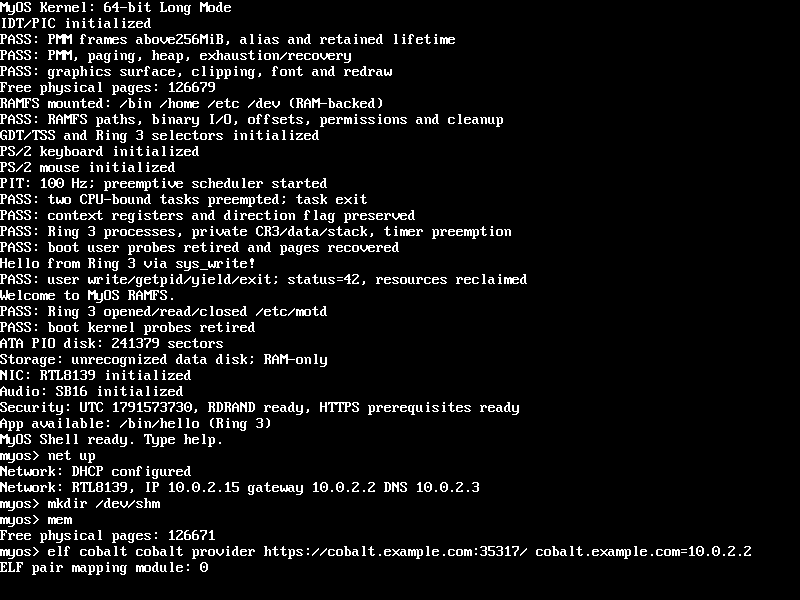 MyOS Kernel: 64-bit Long Mode
IDT/PIC initialized
PASS: PMM frames above256MiB, alias and retained lifetime
PASS: PMM, paging, heap, exhaustion/recovery
PASS: graphics surface, clipping, font and redraw
Free physical pages: 126679
RAMFS mounted: /bin /home /etc /dev (RAM-backed)
PASS: RAMFS paths, binary I/O, offsets, permissions and cleanup
GDT/TSS and Ring 3 selectors initialized
PS/2 keyboard initialized
PS/2 mouse initialized
PIT: 100 Hz; preemptive scheduler started
PASS: two CPU-bound tasks preempted; task exit
PASS: context registers and direction flag preserved
PASS: Ring 3 processes, private CR3/data/stack, timer preemption
PASS: boot user probes retired and pages recovered
Hello from Ring 3 via sys_write!
PASS: user write/getpid/yield/exit; status=42, resources reclaimed
Welcome to MyOS RAMFS.
PASS: Ring 3 opened/read/closed /etc/motd
PASS: boot kernel probes retired
ATA PIO disk: 241379 sectors
Storage: unrecognized data disk; RAM-only
NIC: RTL8139 initialized
Audio: SB16 initialized
Security: UTC 1791573730, RDRAND ready, HTTPS prerequisites ready
App available: /bin/hello (Ring 3)
MyOS Shell ready. Type help.
myos> net up
Network: DHCP configured
Network: RTL8139, IP 10.0.2.15 gateway 10.0.2.2 DNS 10.0.2.3
myos> mkdir /dev/shm
myos> mem
Free physical pages: 126671
myos> elf cobalt cobalt provider https://cobalt.example.com:35317/ cobalt.example.com=10.0.2.2
ELF pair mapping module: 0